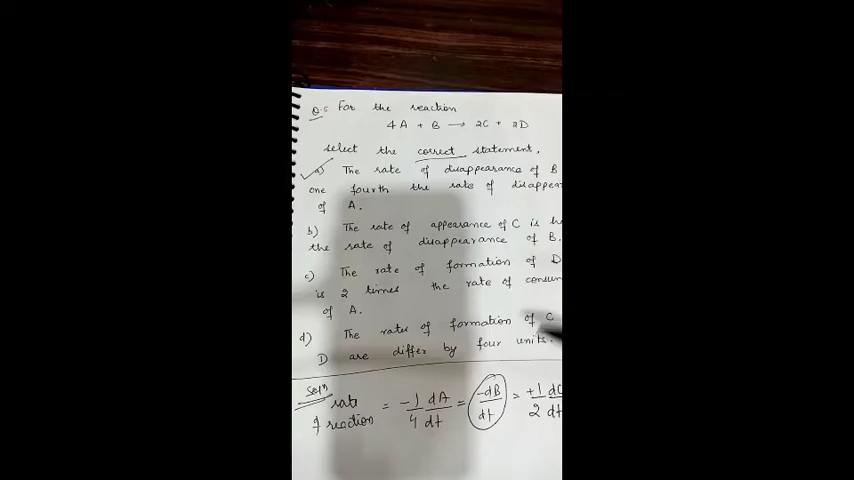 Q.5 For the reaction
4A + B → 2C + 2D
select the correct statement.
a) The rate of disappearance of B
one fourth the rate of disappea
of A.
b) The rate of appearance of C is h
the rate of disappearance of B.
c) The rate of formation of D
is 2 times the rate of consum
of A.
d) The rates of formation of C
D are differ by four units.
Solⁿ
rate of reaction = -1/4 dA/dt = -dB/dt = +1/2 dC/dt